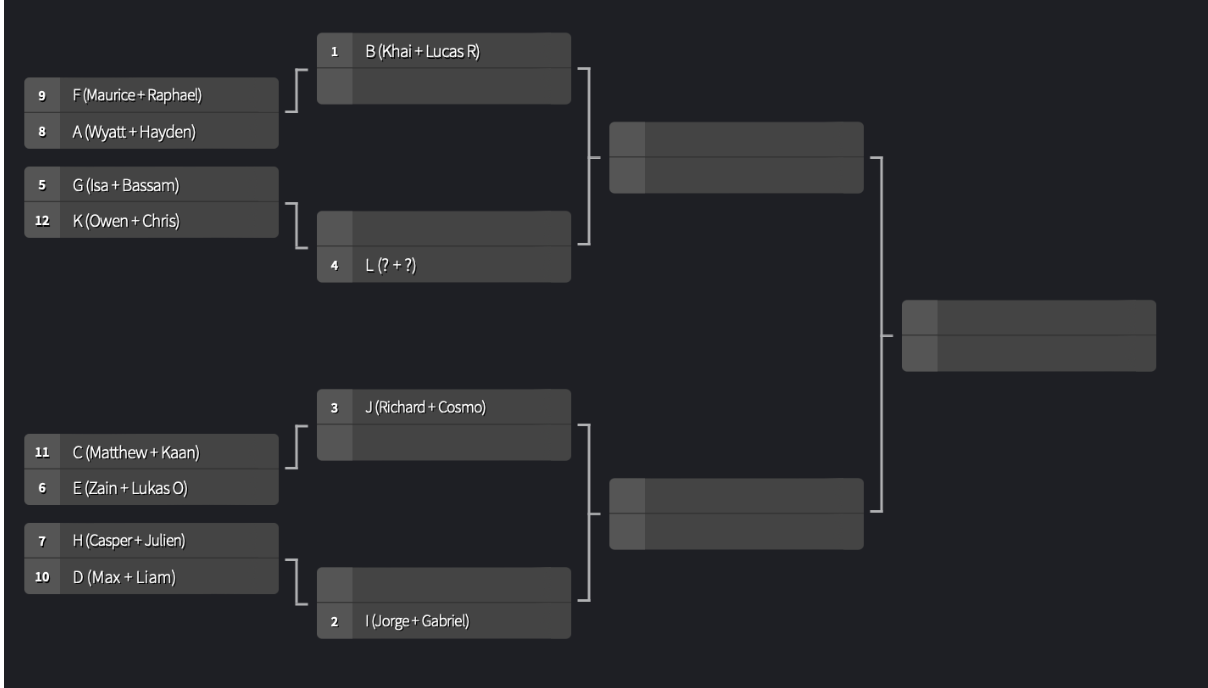 1 B (Khai + Lucas R)
9 F (Maurice + Raphael)
8 A (Wyatt + Hayden)
5 G (Isa + Bassam)
12 K (Owen + Chris)
4 L (? + ?)
3 J (Richard + Cosmo)
11 C (Matthew + Kaan)
6 E (Zain + Lukas O)
7 H (Casper + Julien)
10 D (Max + Liam)
2 I (Jorge + Gabriel)